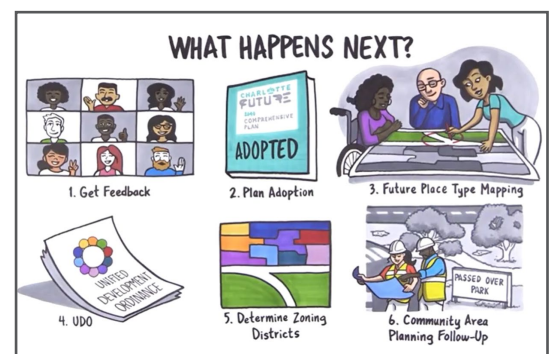 WHAT HAPPENS NEXT?
CHARLOTTE
FUTURE
2040
COMPREHENSIVE
PLAN
ADOPTED
1. Get Feedback
2. Plan Adoption
3. Future Place Type Mapping
UNIFIED
DEVELOPMENT
ORDINANCE
4. UDO
5. Determine Zoning
Districts
PASSED OVER
PARK
6. Community Area
Planning Follow-Up